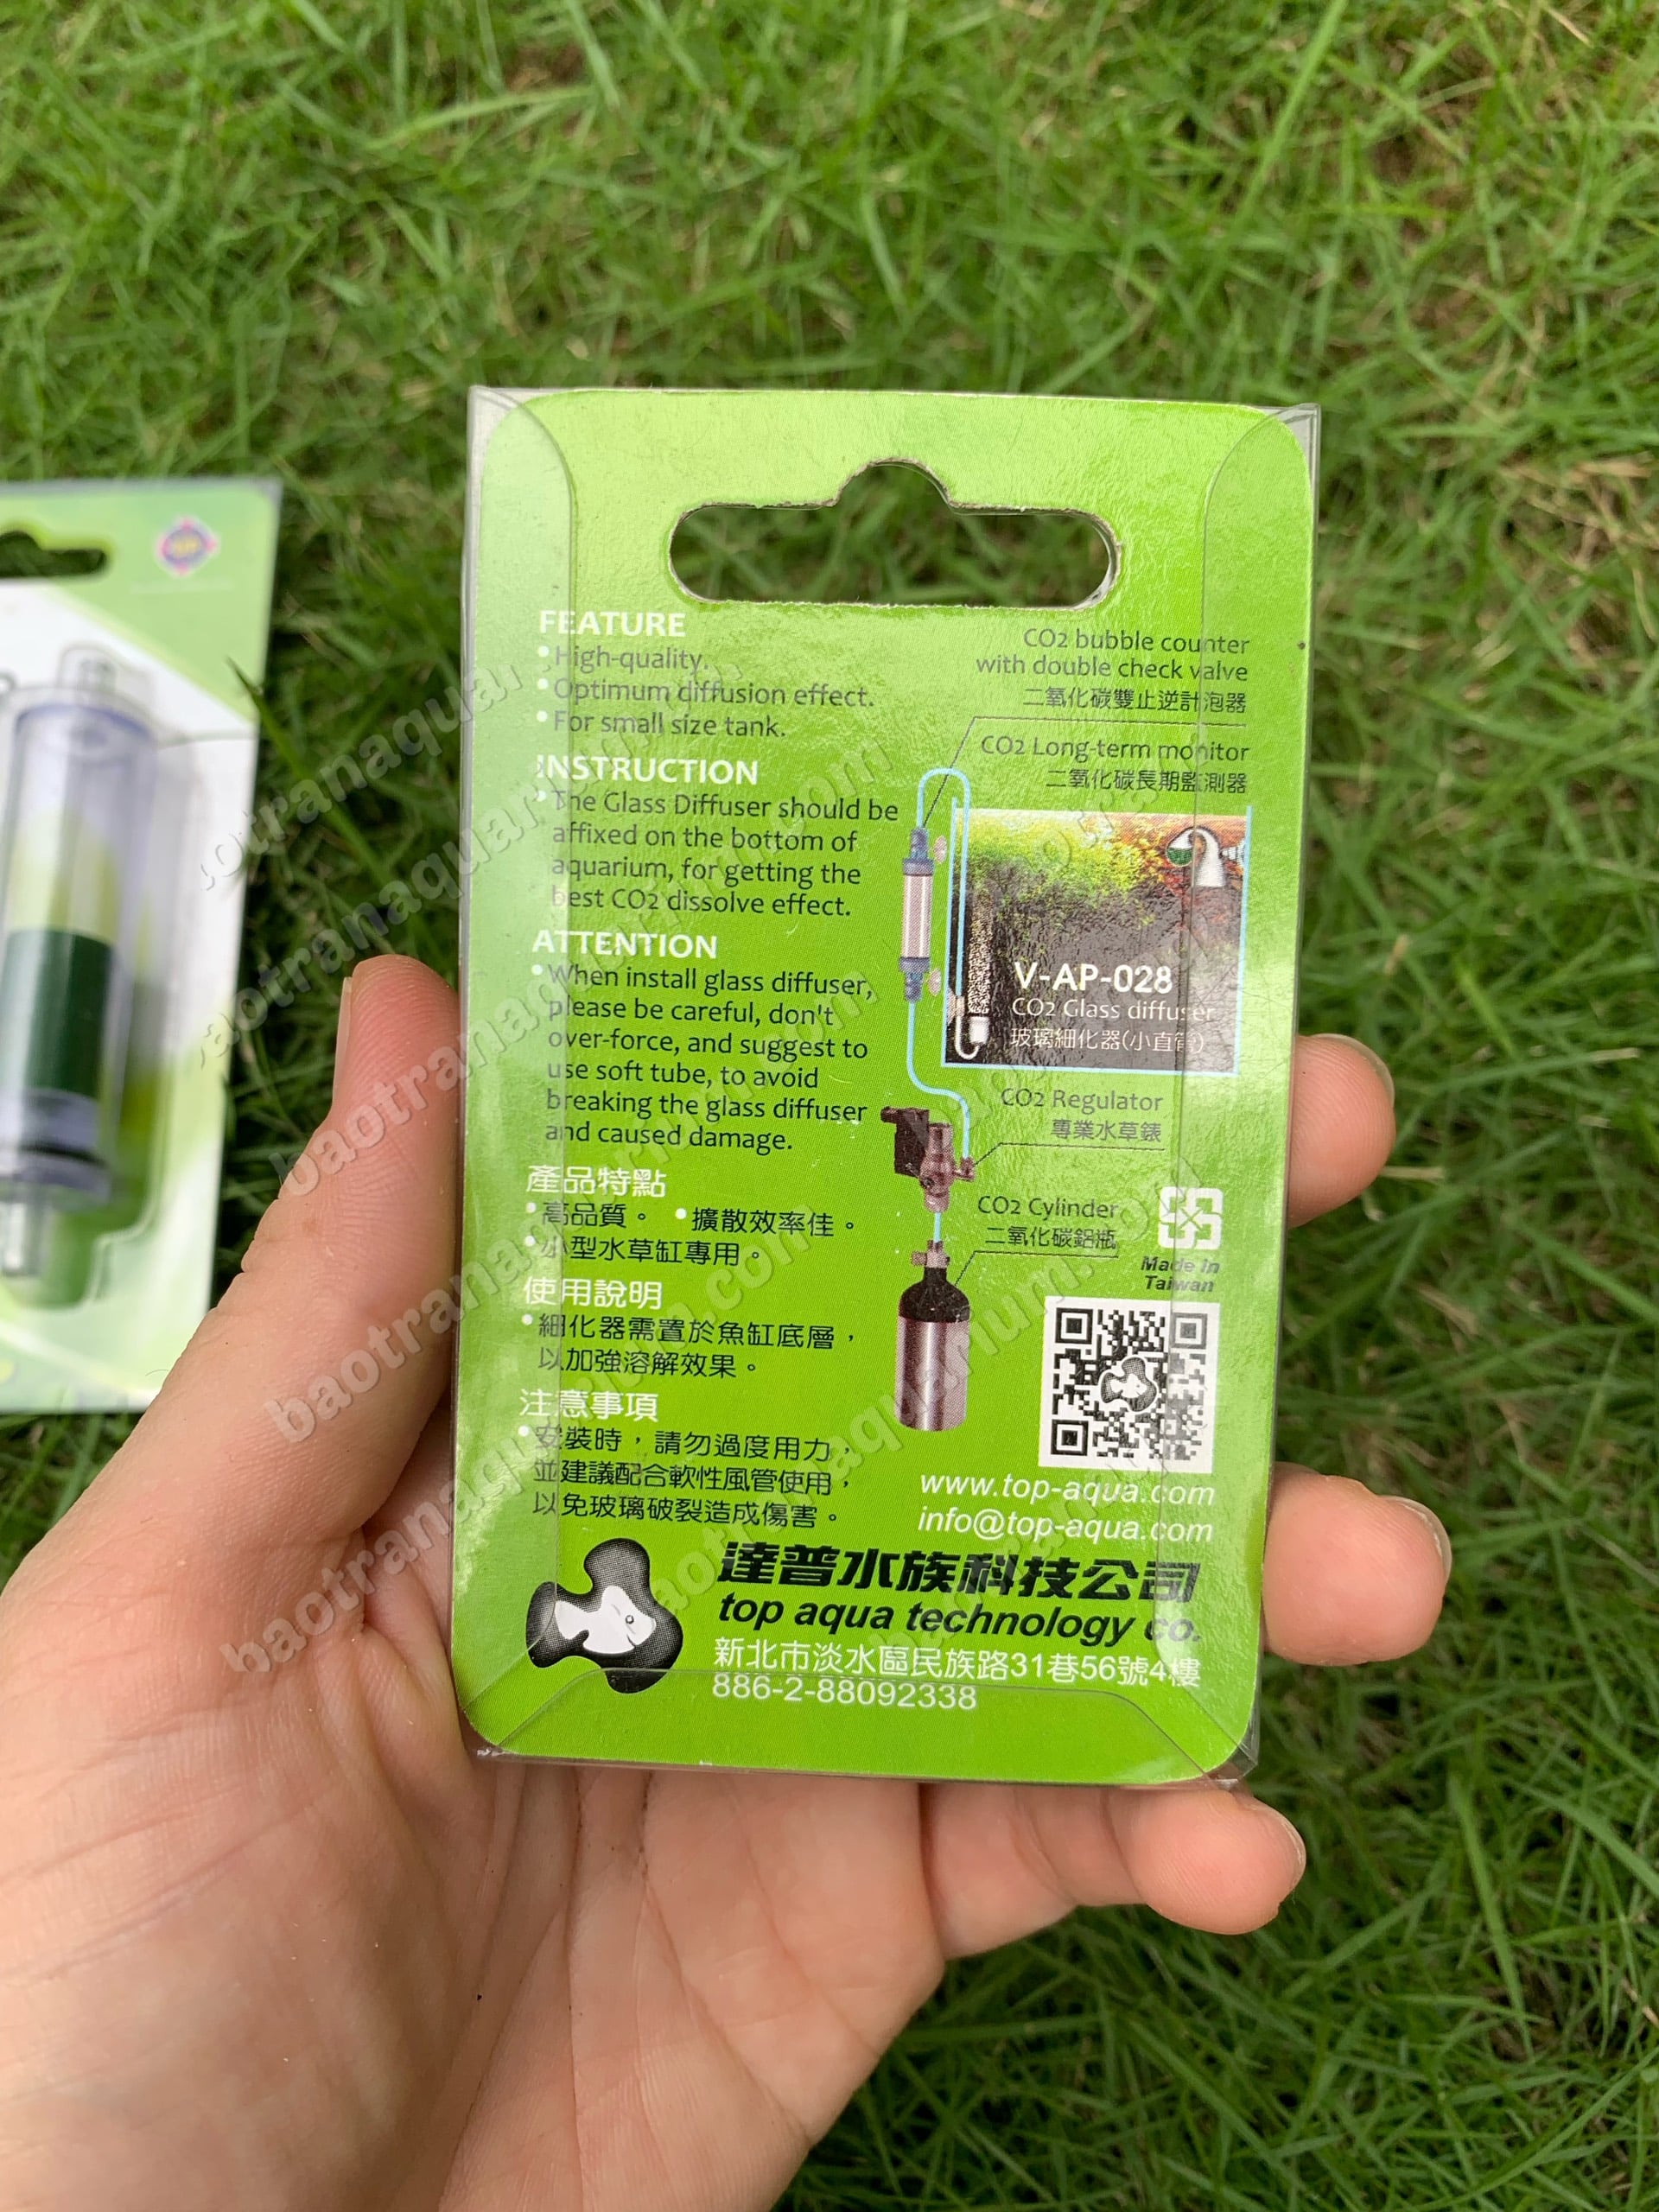 FEATURE
•High-quality.
•Optimum diffusion effect.
•For small size tank.
INSTRUCTION
•The Glass Diffuser should be
affixed on the bottom of
aquarium, for getting the
best CO2 dissolve effect.
ATTENTION
•When install glass diffuser,
please be careful, don't
over-force, and suggest to
use soft tube, to avoid
breaking the glass diffuser
and caused damage.
產品特點
•高品質。 •擴散效率佳。
•小型水草缸專用。
使用說明
•細化器需置於魚缸底層，
以加強溶解效果。
注意事項
•安裝時，請勿過度用力，
並建議配合軟性風管使用，
以免玻璃破裂造成傷害。
CO2 bubble counter
with double check valve
二氧化碳雙止逆計泡器
CO2 Long-term monitor
二氧化碳長期監測器
V-AP-028
CO2 Glass diffuser
玻璃細化器(小直管)
CO2 Regulator
專業水草錶
CO2 Cylinder
二氧化碳鋁瓶
Made In
Taiwan
www.top-aqua.com
info@top-aqua.com
達普水族科技公司
top aqua technology co.
新北市淡水區民族路31巷56號4樓
886-2-88092338
baotranaquarium.com